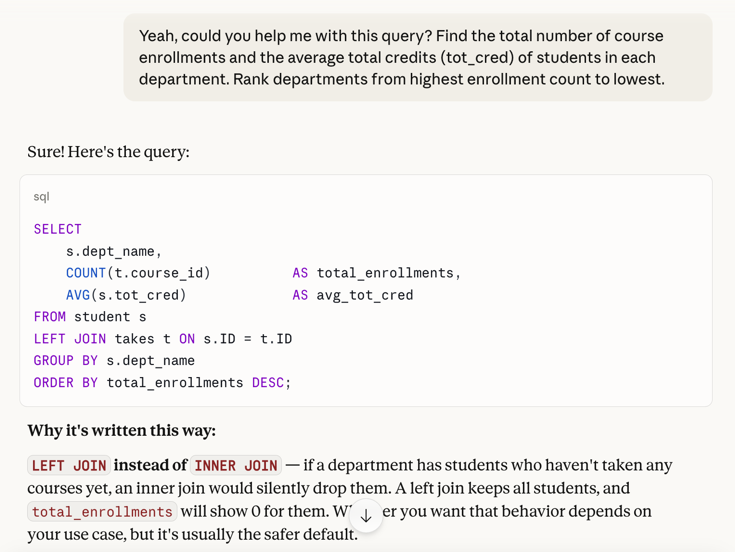 Yeah, could you help me with this query? Find the total number of course
enrollments and the average total credits (tot_cred) of students in each
department. Rank departments from highest enrollment count to lowest.
Sure! Here's the query:
sql
SELECT
    s.dept_name,
    COUNT(t.course_id)          AS total_enrollments,
    AVG(s.tot_cred)             AS avg_tot_cred
FROM student s
LEFT JOIN takes t ON s.ID = t.ID
GROUP BY s.dept_name
ORDER BY total_enrollments DESC;
Why it's written this way:
LEFT JOIN instead of INNER JOIN — if a department has students who haven't taken any
courses yet, an inner join would silently drop them. A left join keeps all students, and
total_enrollments will show 0 for them. er you want that behavior depends on
your use case, but it's usually the safer default.